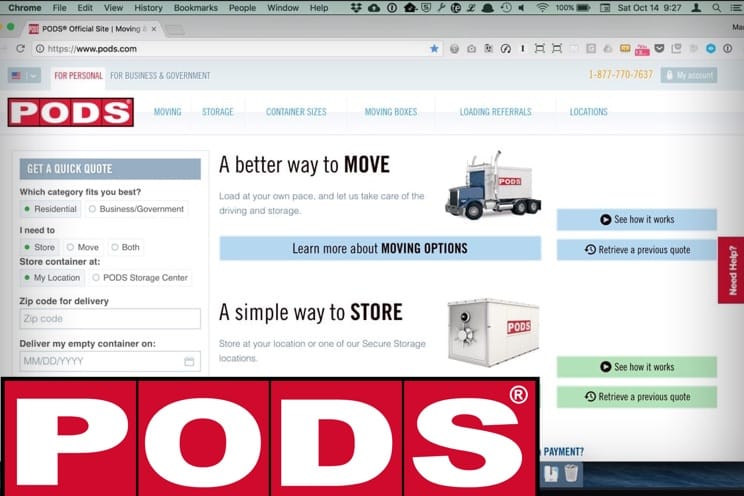 Chrome File Edit View History Bookmarks People Window Help 100% Sat Oct 14 9:27
PODS® Official Site | Moving &
https://www.pods.com
FOR PERSONAL FOR BUSINESS & GOVERNMENT 1-877-770-7637 My account
PODS MOVING STORAGE CONTAINER SIZES MOVING BOXES LOADING REFERRALS LOCATIONS
GET A QUICK QUOTE
Which category fits you best?
Residential Business/Government
I need to
Store Move Both
Store container at:
My Location PODS Storage Center
Zip code for delivery
Zip code
Deliver my empty container on:
MM/DD/YYYY
A better way to MOVE
Load at your own pace, and let us take care of the
driving and storage.
PODS
Learn more about MOVING OPTIONS
See how it works
Retrieve a previous quote
Need Help?
A simple way to STORE
Store at your location or one of our Secure Storage
locations.
PODS
See how it works
Retrieve a previous quote
PAYMENT?
PODS®